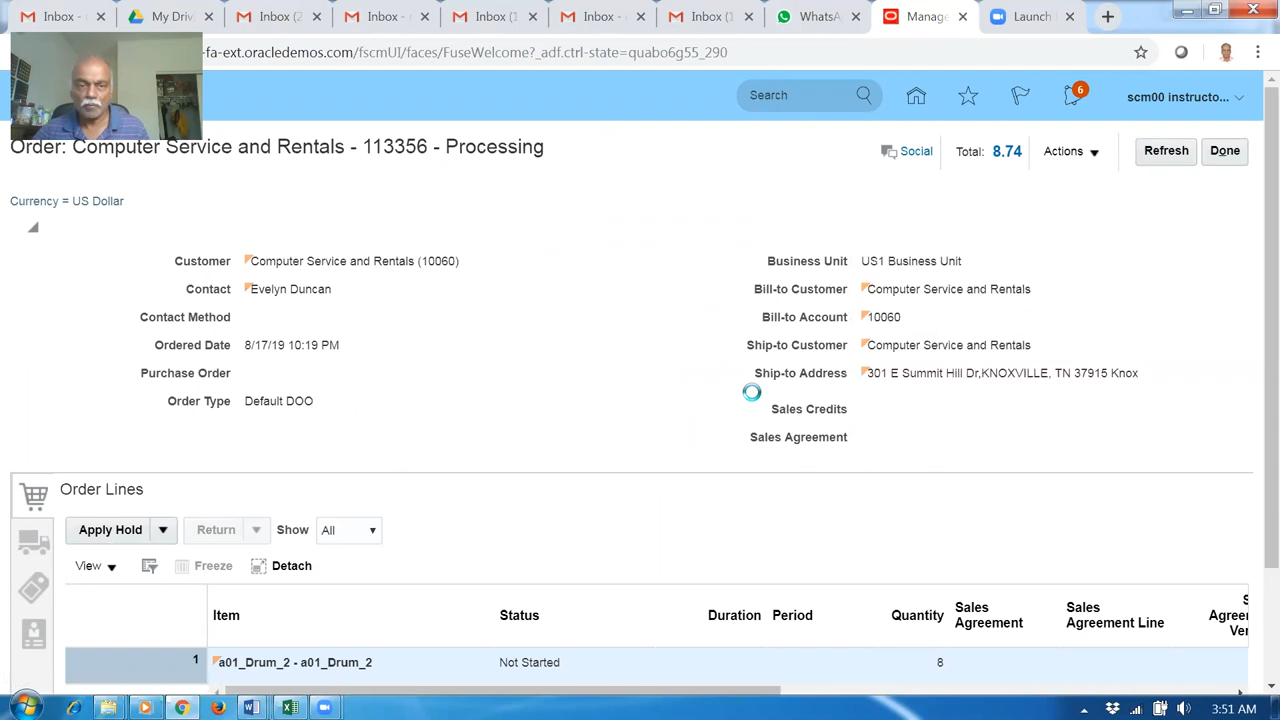 Inbox - Inbox - My Dr Inbox (2 Inbox - Inbox (1 Inbox - Inbox (1 WhatsA Manage Launch
-fa-ext.oracledemos.com/fscmUI/faces/FuseWelcome?_adf.ctrl-state=quabo6g55_290
Search 6 scm00 instructo...
Order: Computer Service and Rentals - 113356 - Processing Social Total: 8.74 Actions Refresh Done
Currency = US Dollar
Customer Computer Service and Rentals (10060) Business Unit US1 Business Unit
Contact Evelyn Duncan Bill-to Customer Computer Service and Rentals
Contact Method Bill-to Account 10060
Ordered Date 8/17/19 10:19 PM Ship-to Customer Computer Service and Rentals
Purchase Order Ship-to Address 301 E Summit Hill Dr,KNOXVILLE, TN 37915 Knox
Order Type Default DOO Sales Credits
Sales Agreement
Order Lines
Apply Hold Return Show All
View Freeze Detach
Item Status Duration Period Quantity Sales Agreement Sales Agreement Line S Agreem Ver
1 a01_Drum_2 - a01_Drum_2 Not Started 8
3:51 AM